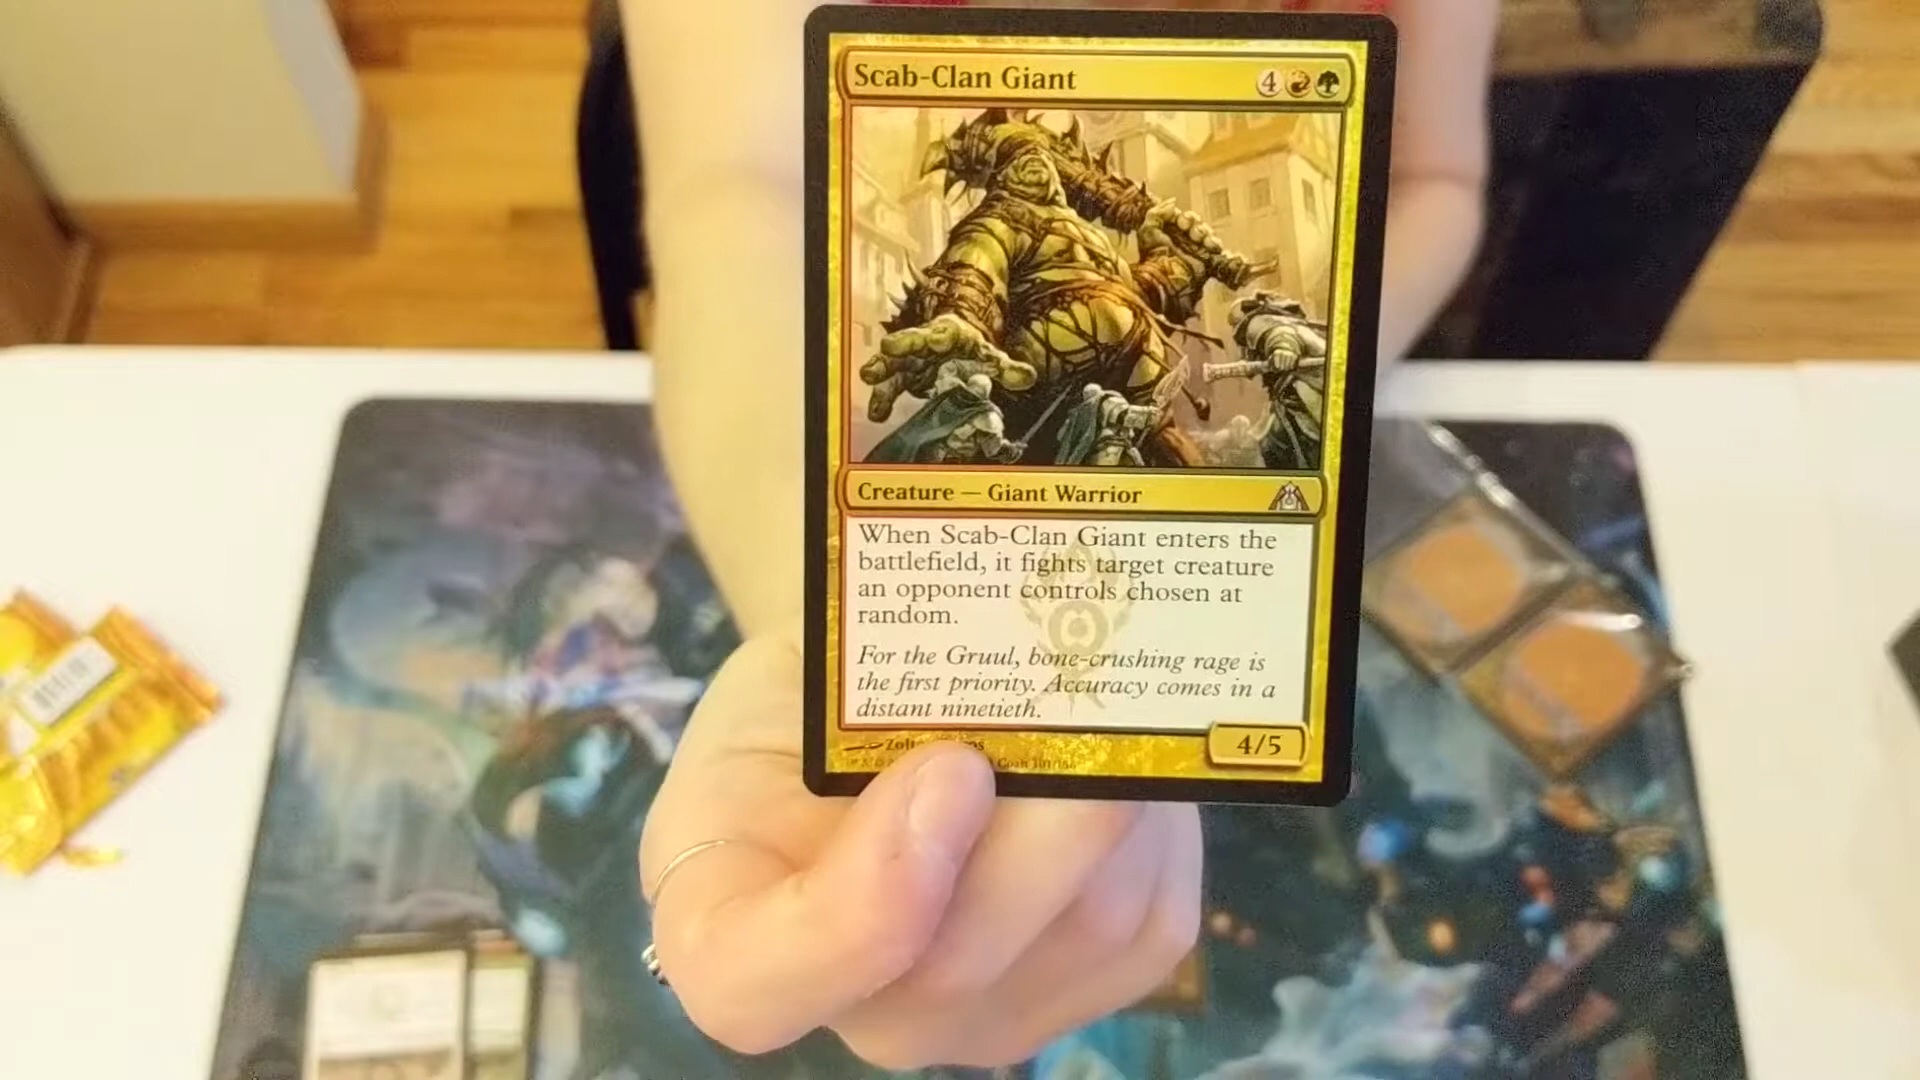 Scab-Clan Giant 4
Creature — Giant Warrior
When Scab-Clan Giant enters the
battlefield, it fights target creature
an opponent controls chosen at
random.
For the Gruul, bone-crushing rage is
the first priority. Accuracy comes in a
distant ninetieth.
4/5